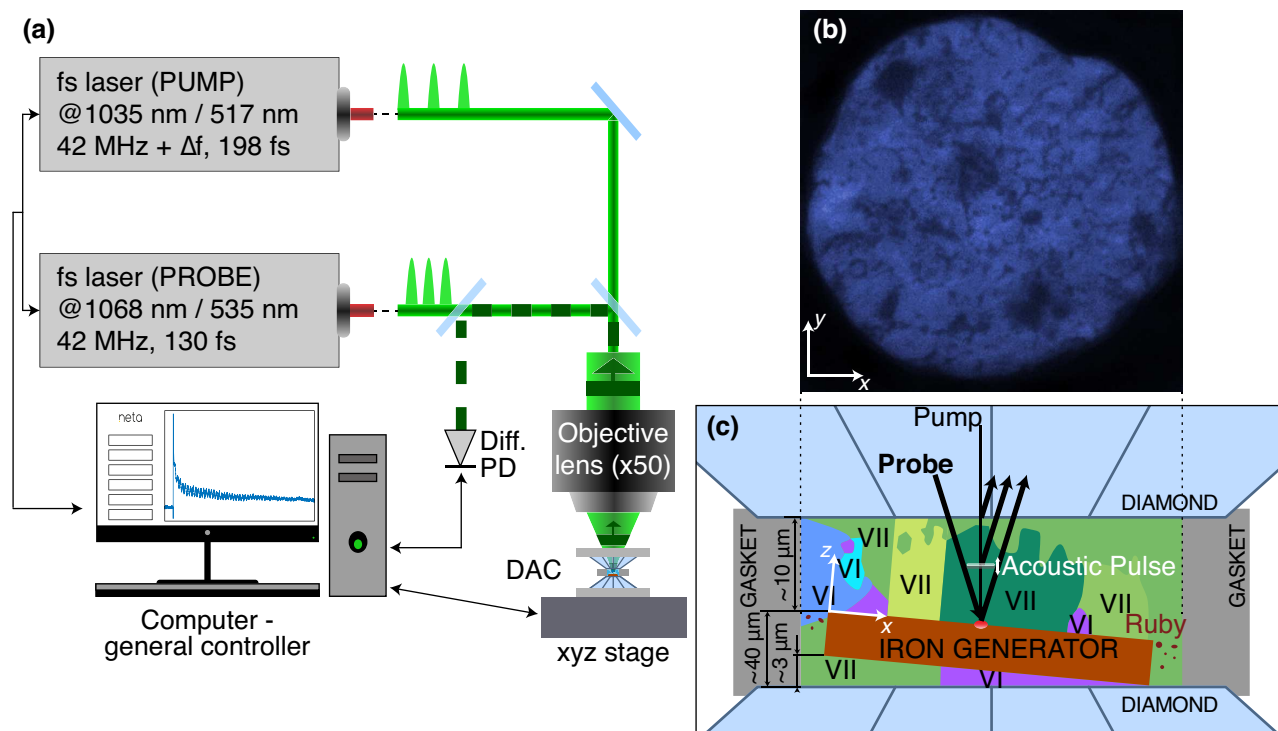 (a)
fs laser (PUMP)
@1035 nm / 517 nm
42 MHz + Δf, 198 fs
fs laser (PROBE)
@1068 nm / 535 nm
42 MHz, 130 fs
neta
Diff.
PD
Objective
lens (x50)
DAC
xyz stage
Computer -
general controller
(b)
y
x
(c)
Pump
Probe
DIAMOND
GASKET
GASKET
~10 µm
~40 µm
~3 µm
z
x
VII
VI
VI
VII
VII
VII
VI
Acoustic Pulse
Ruby
IRON GENERATOR
VII
VI
DIAMOND